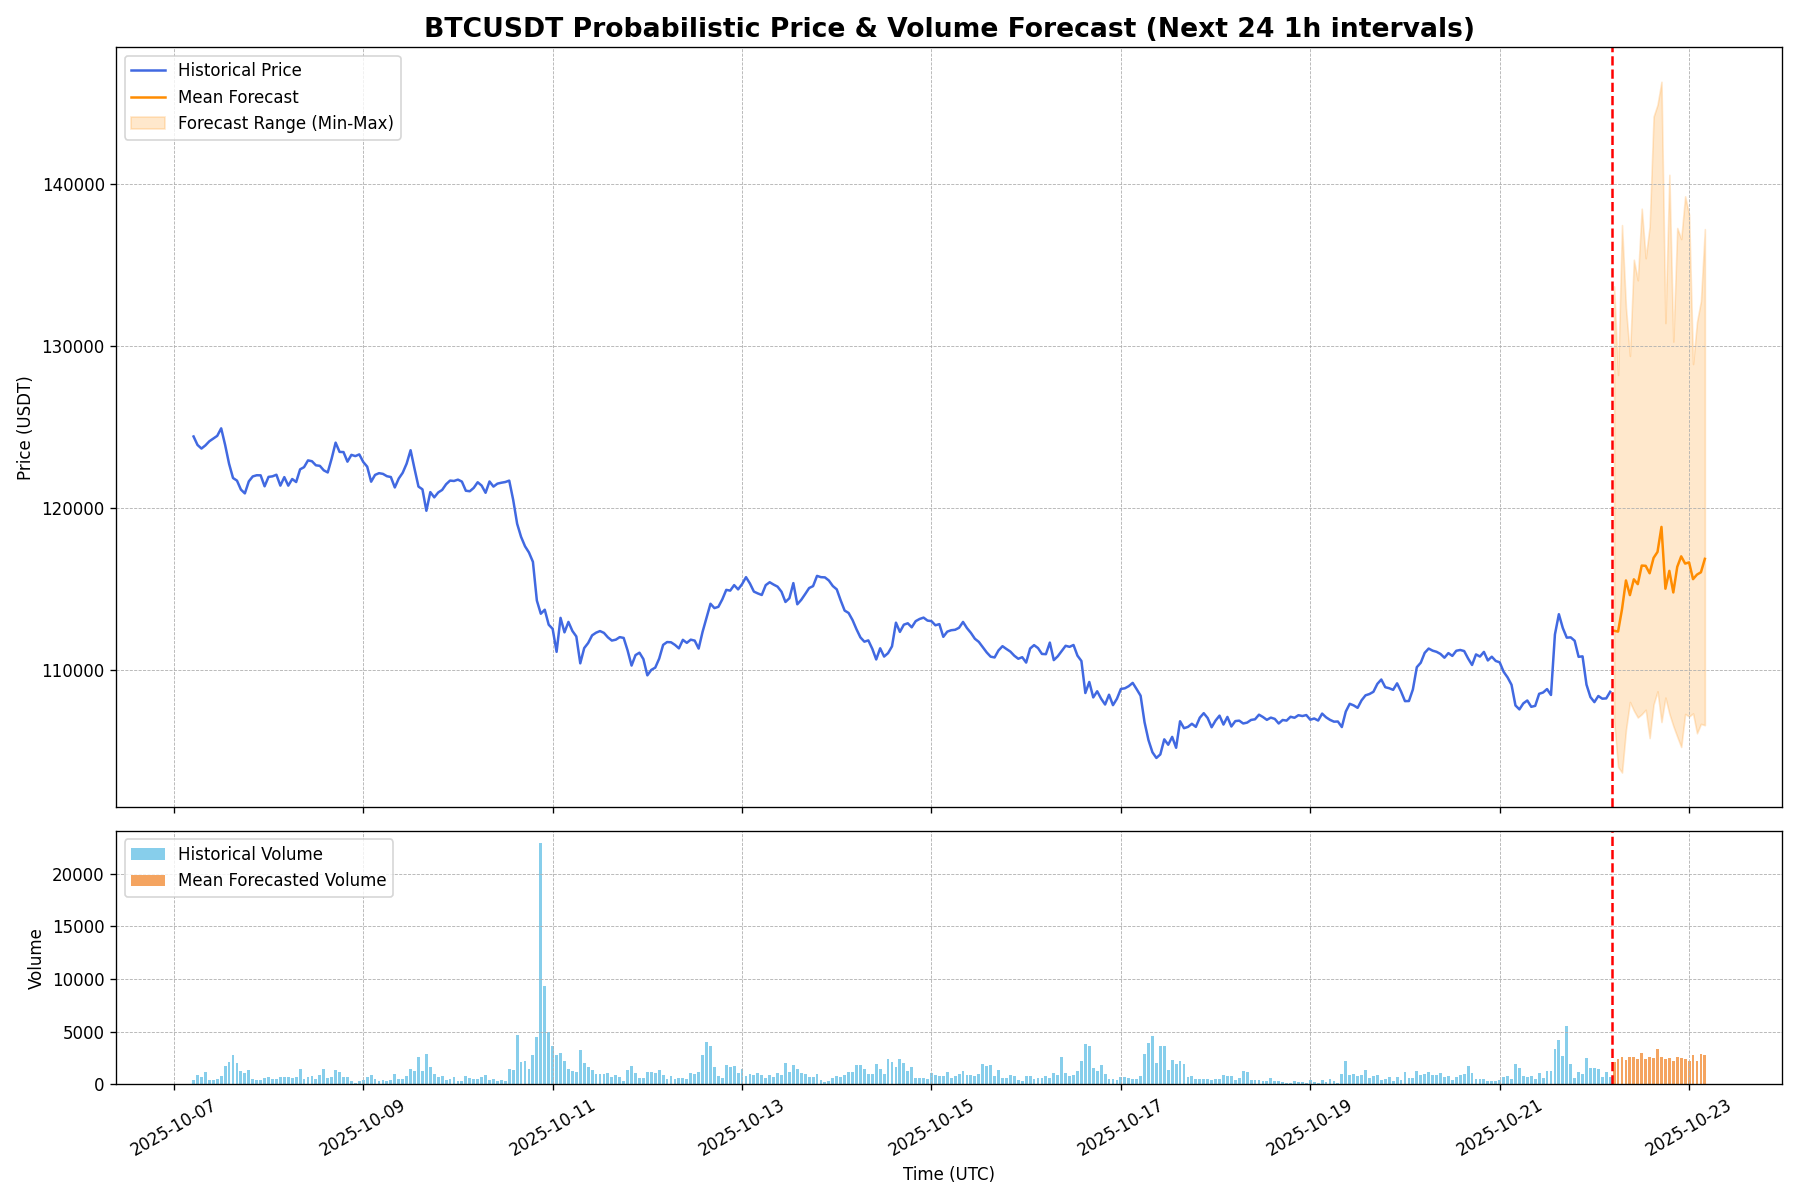 BTCUSDT Probabilistic Price & Volume Forecast (Next 24 1h intervals)
Historical Price
Mean Forecast
Forecast Range (Min-Max)
140000
130000
120000
110000
Price (USDT)
Historical Volume
Mean Forecasted Volume
20000
15000
10000
5000
0
Volume
2025-10-07
2025-10-09
2025-10-11
2025-10-13
2025-10-15
2025-10-17
2025-10-19
2025-10-21
2025-10-23
Time (UTC)